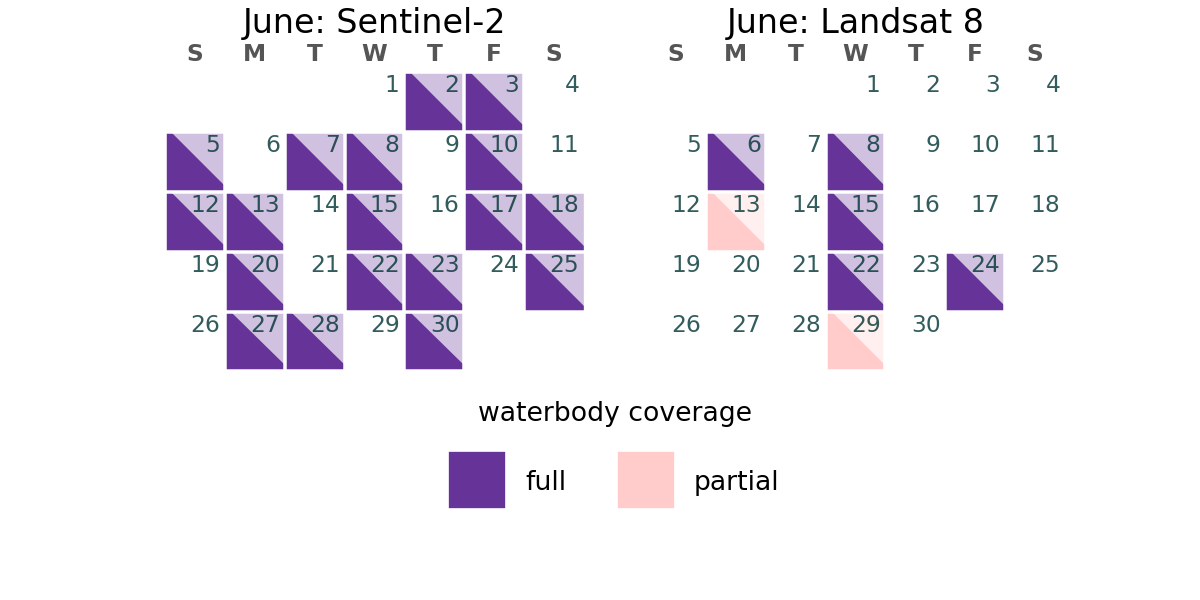 June: Sentinel-2
S M T W T F S
1 2 3 4
5 6 7 8 9 10 11
12 13 14 15 16 17 18
19 20 21 22 23 24 25
26 27 28 29 30
June: Landsat 8
S M T W T F S
1 2 3 4
5 6 7 8 9 10 11
12 13 14 15 16 17 18
19 20 21 22 23 24 25
26 27 28 29 30
waterbody coverage
full partial